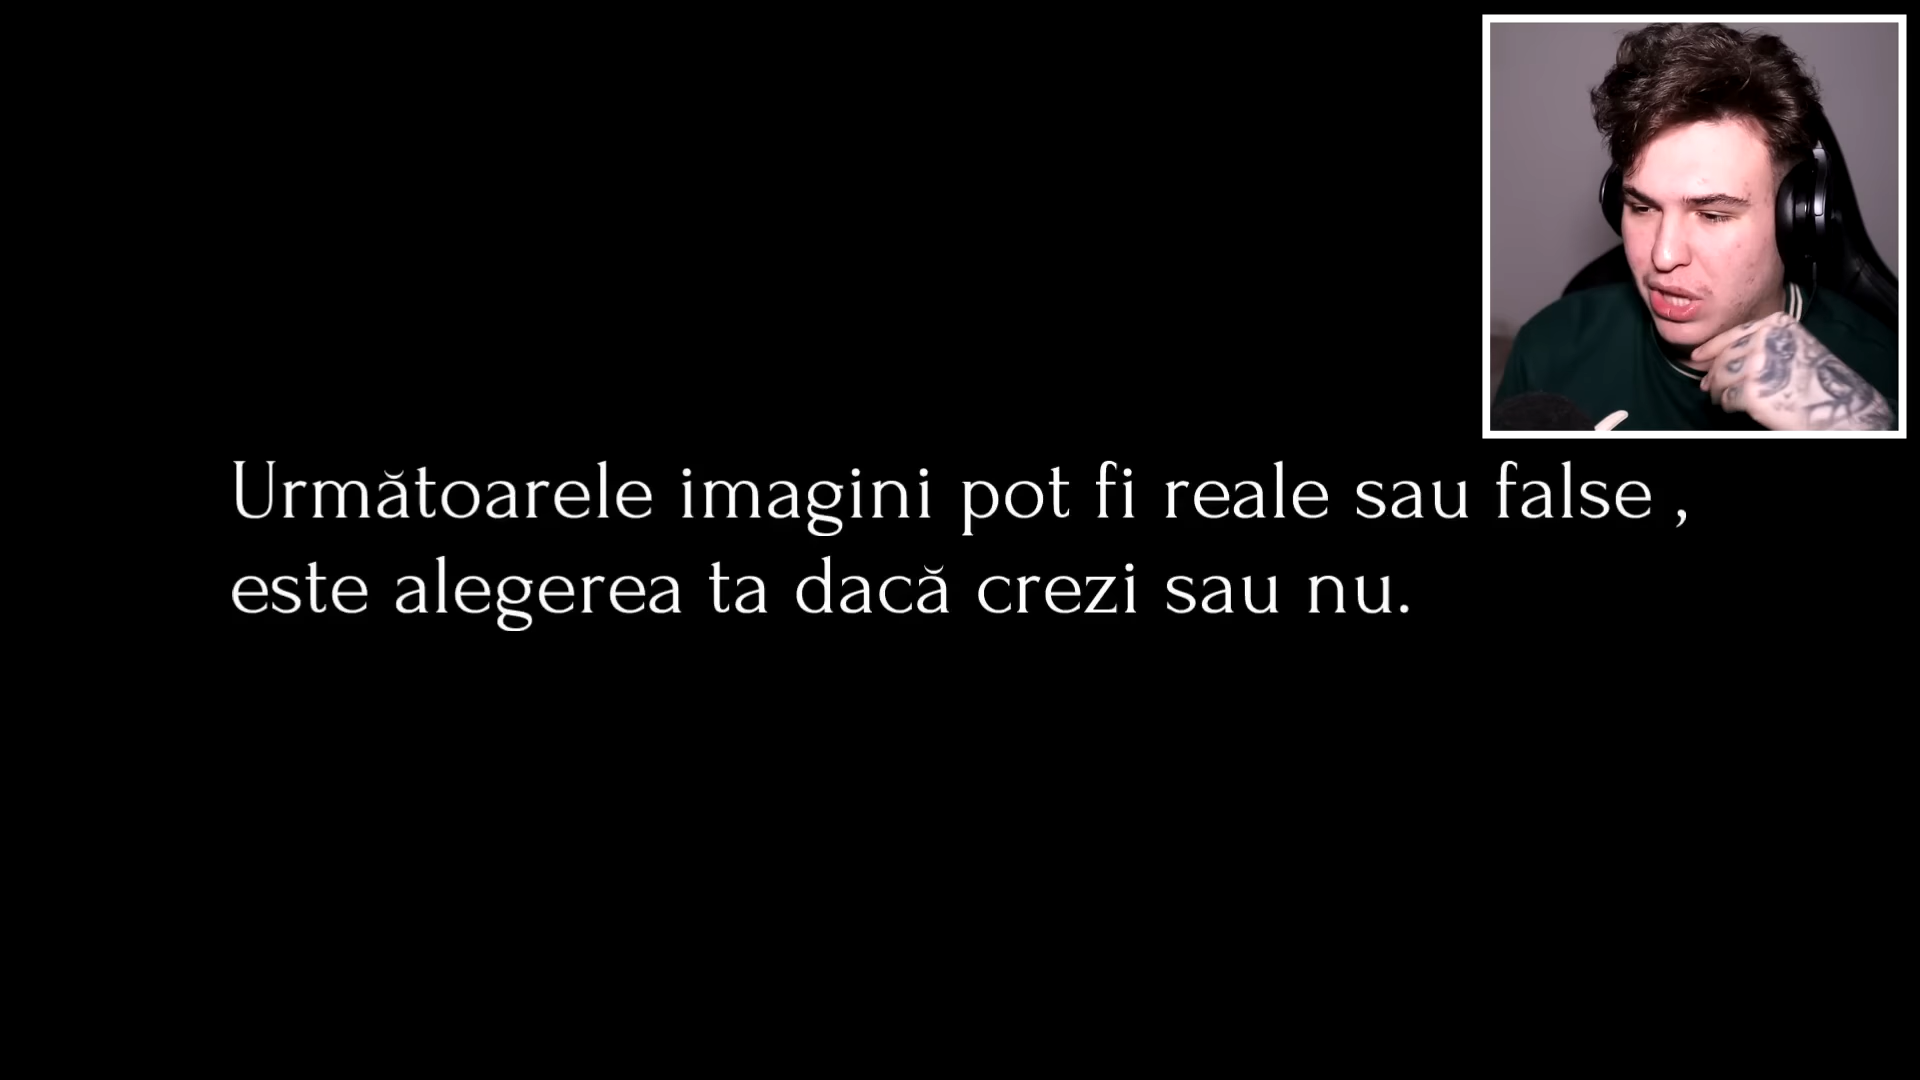 Următoarele imagini pot fi reale sau false ,
este alegerea ta dacă crezi sau nu.